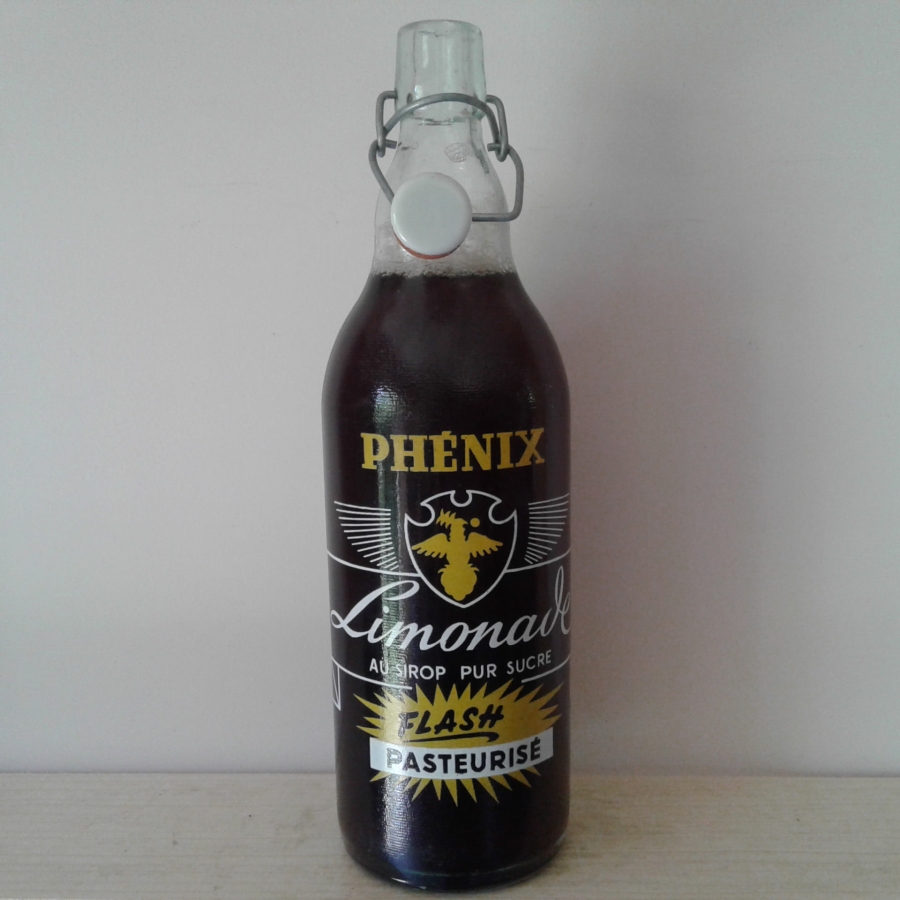 PHÉNIX
Limonade
AU SIROP PUR SUCRE
FLASH
PASTEURISÉ